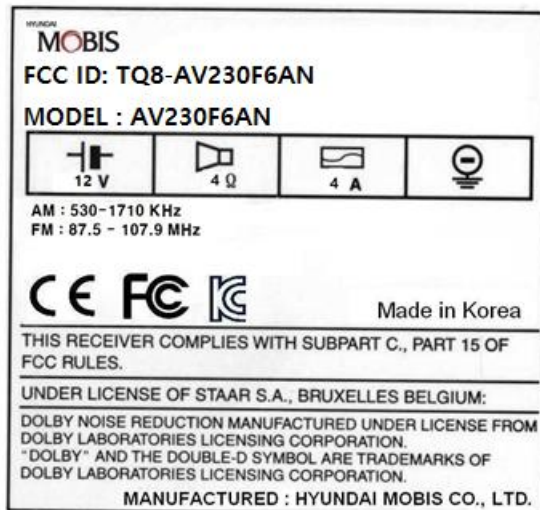 HYUNDAI
MOBIS
FCC ID: TQ8-AV230F6AN
MODEL : AV230F6AN
12 V
4 Ω
4 A
AM : 530-1710 KHz
FM : 87.5 - 107.9 MHz
CE FC KC
Made in Korea
THIS RECEIVER COMPLIES WITH SUBPART C., PART 15 OF
FCC RULES.
UNDER LICENSE OF STAAR S.A., BRUXELLES BELGIUM:
DOLBY NOISE REDUCTION MANUFACTURED UNDER LICENSE FROM
DOLBY LABORATORIES LICENSING CORPORATION.
"DOLBY" AND THE DOUBLE-D SYMBOL ARE TRADEMARKS OF
DOLBY LABORATORIES LICENSING CORPORATION.
MANUFACTURED : HYUNDAI MOBIS CO., LTD.